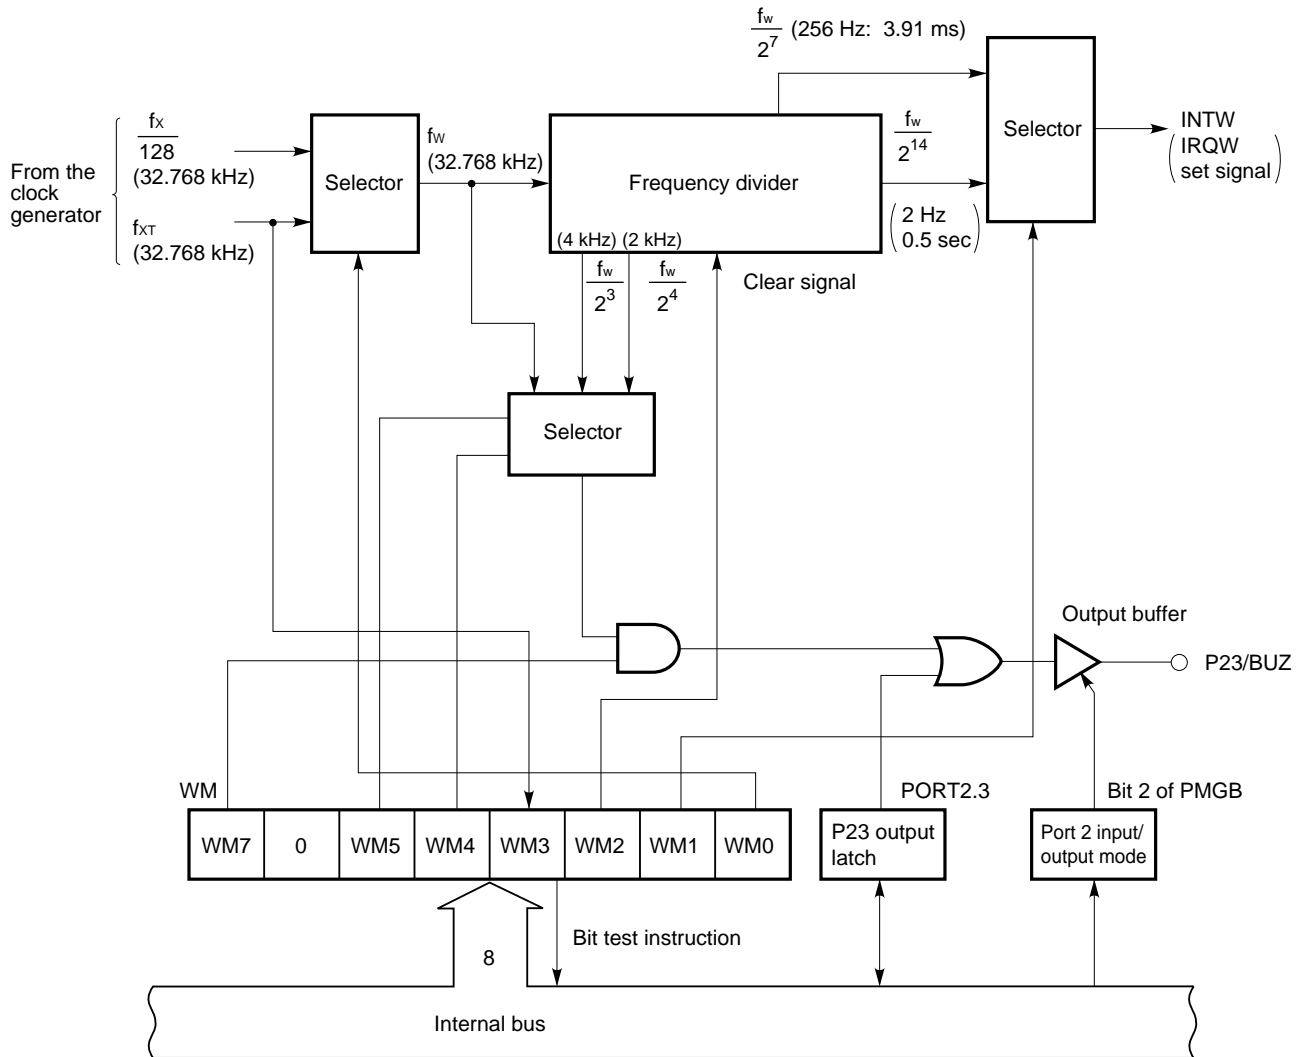 fw
2^7 (256 Hz: 3.91 ms)
From the
clock
generator
fX
128
(32.768 kHz)
fXT
(32.768 kHz)
Selector
fW
(32.768 kHz)
Frequency divider
(4 kHz) (2 kHz)
fw
2^14
(2 Hz
0.5 sec)
Selector
INTW
(IRQW
set signal)
fw
2^3
fw
2^4
Clear signal
Selector
Output buffer
P23/BUZ
WM
PORT2.3
Bit 2 of PMGB
WM7 0 WM5 WM4 WM3 WM2 WM1 WM0
P23 output
latch
Port 2 input/
output mode
8
Bit test instruction
Internal bus